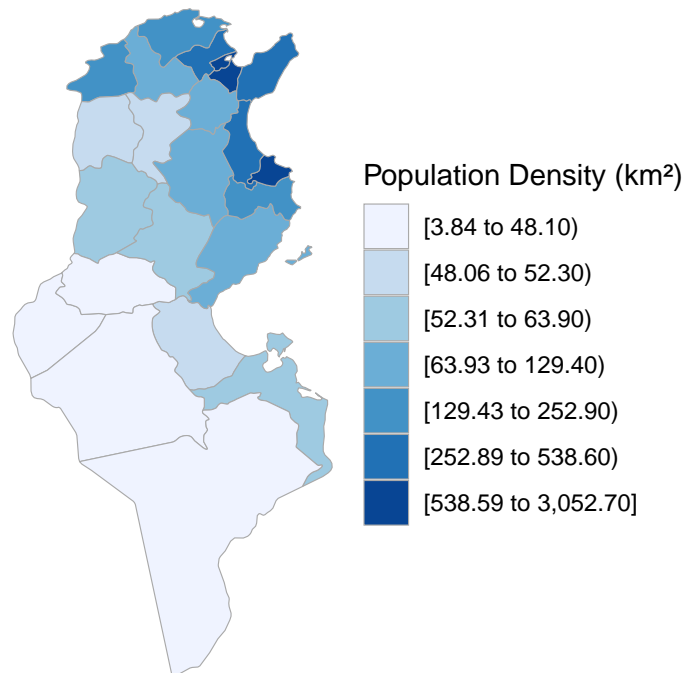 Population Density (km²)
[3.84 to 48.10)
[48.06 to 52.30)
[52.31 to 63.90)
[63.93 to 129.40)
[129.43 to 252.90)
[252.89 to 538.60)
[538.59 to 3,052.70]